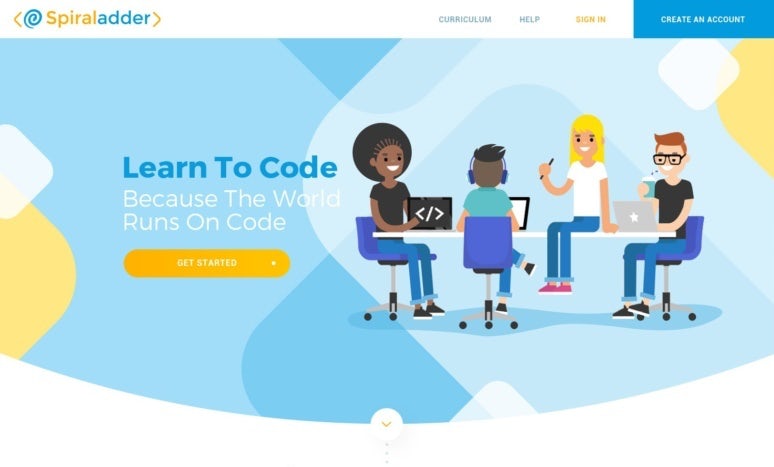 Spiraladder
CURRICULUM
HELP
SIGN IN
CREATE AN ACCOUNT
Learn To Code
Because The World
Runs On Code
</>
GET STARTED